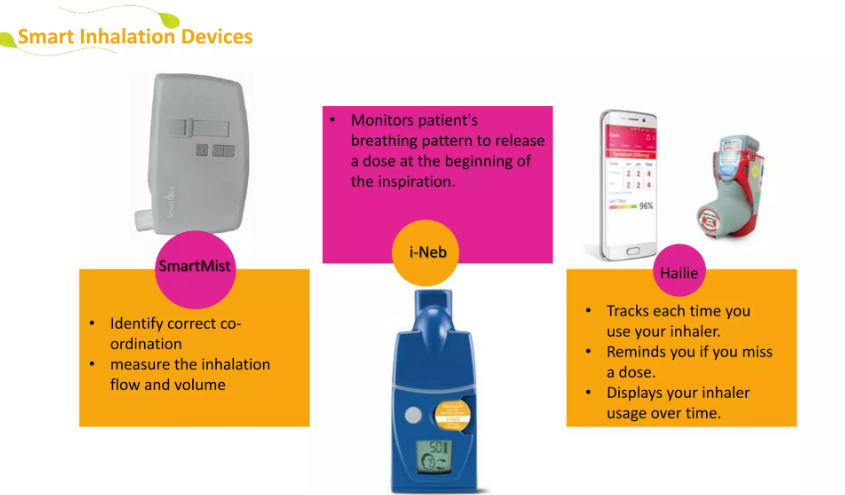 Smart Inhalation Devices
• Monitors patient's
breathing pattern to release
a dose at the beginning of
the inspiration.
i-Neb
SmartMist
• Identify correct co-
ordination
• measure the inhalation
flow and volume
96%
Hailie
• Tracks each time you
use your inhaler.
• Reminds you if you miss
a dose.
• Displays your inhaler
usage over time.